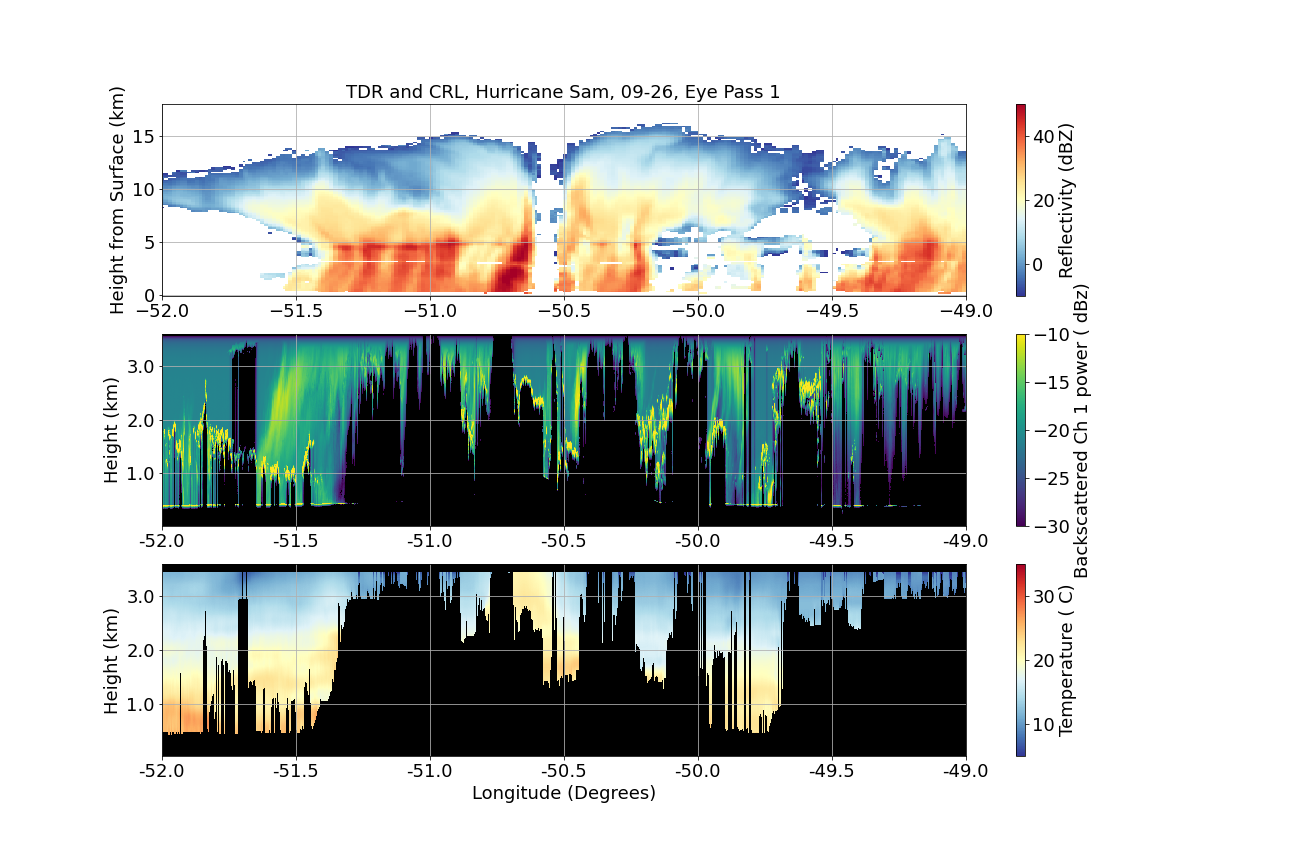 TDR and CRL, Hurricane Sam, 09-26, Eye Pass 1
Height from Surface (km)
15
10
5
0
−52.0 −51.5 −51.0 −50.5 −50.0 −49.5 −49.0
40
20
0
Reflectivity (dBZ)
Height (km)
3.0
2.0
1.0
-52.0 -51.5 -51.0 -50.5 -50.0 -49.5 -49.0
−10
−15
−20
−25
−30
Backscattered Ch 1 power ( dBz)
Height (km)
3.0
2.0
1.0
-52.0 -51.5 -51.0 -50.5 -50.0 -49.5 -49.0
Longitude (Degrees)
30
20
10
Temperature ( C)